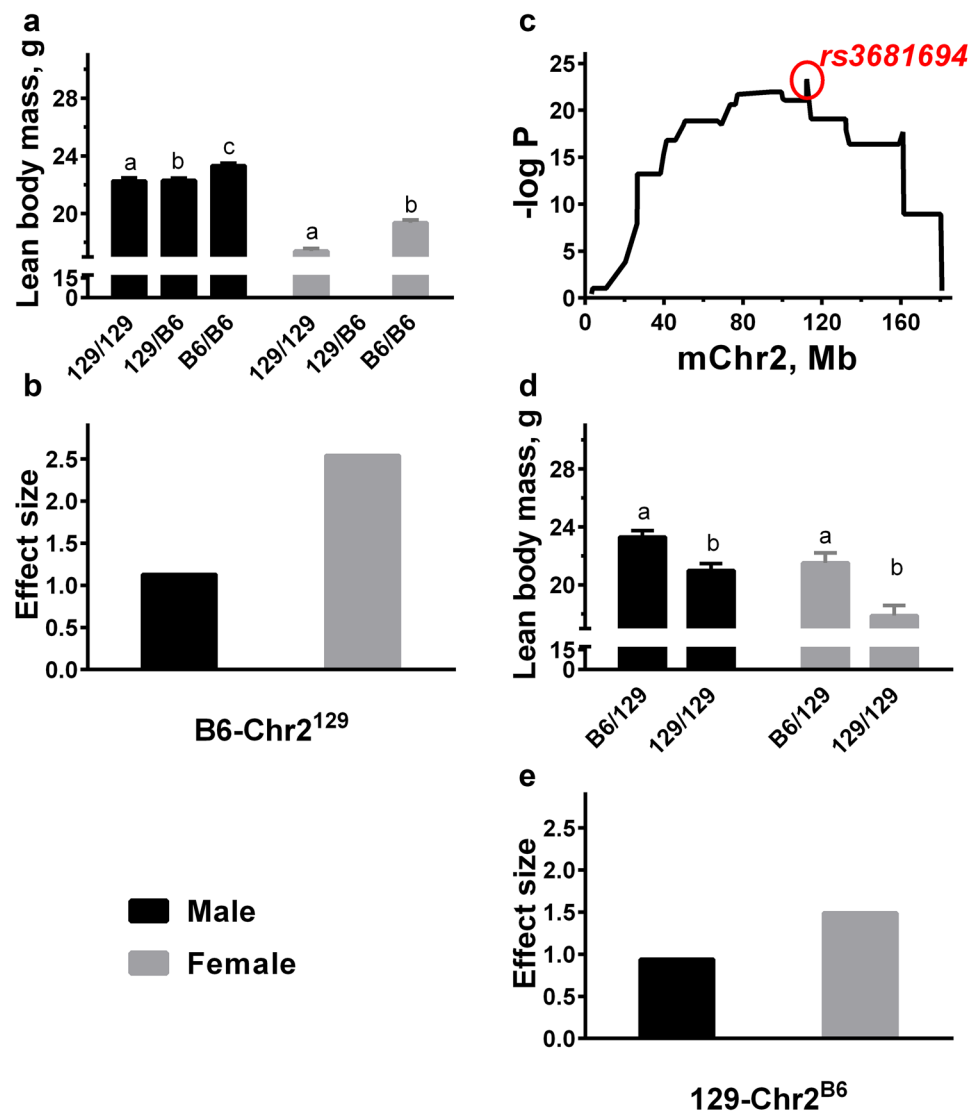 a
Lean body mass, g
28
24
20
15
0
a
b
c
a
b
129/129
129/B6
B6/B6
129/129
129/B6
B6/B6
c
rs3681694
-log P
25
20
15
10
5
0
0
40
80
120
160
mChr2, Mb
b
Effect size
2.5
2.0
1.5
1.0
0.5
0.0
B6-Chr2¹²⁹
d
Lean body mass, g
28
24
20
15
0
a
b
a
b
B6/129
129/129
B6/129
129/129
Male
Female
e
Effect size
2.5
2.0
1.5
1.0
0.5
0.0
129-Chr2ᴮ⁶